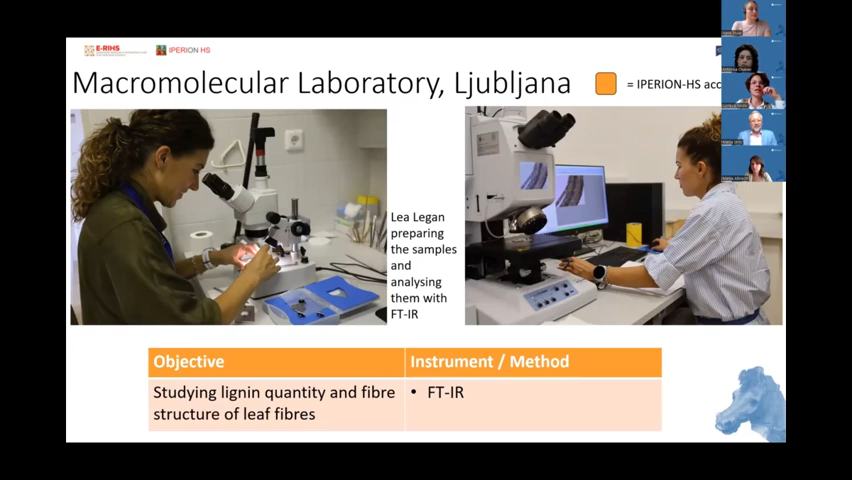 E-RIHS
IPERION HS
Macromolecular Laboratory, Ljubljana
= IPERION-HS acc
Lea Legan
preparing
the samples
and
analysing
them with
FT-IR
Objective
Instrument / Method
Studying lignin quantity and fibre
structure of leaf fibres
• FT-IR